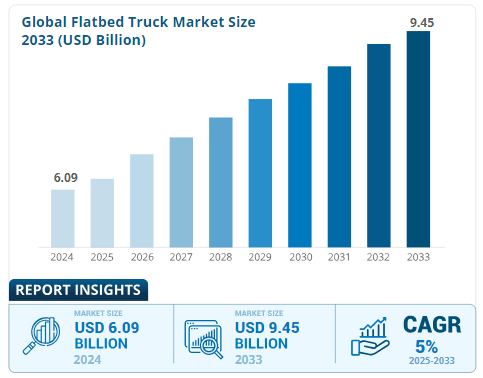 Global Flatbed Truck Market Size
2033 (USD Billion)
9.45
6.09
2024 2025 2026 2027 2028 2029 2030 2031 2032 2033
REPORT INSIGHTS
MARKET SIZE
USD 6.09
BILLION
2024
MARKET SIZE
USD 9.45
BILLION
2033
CAGR
5%
2025-2033